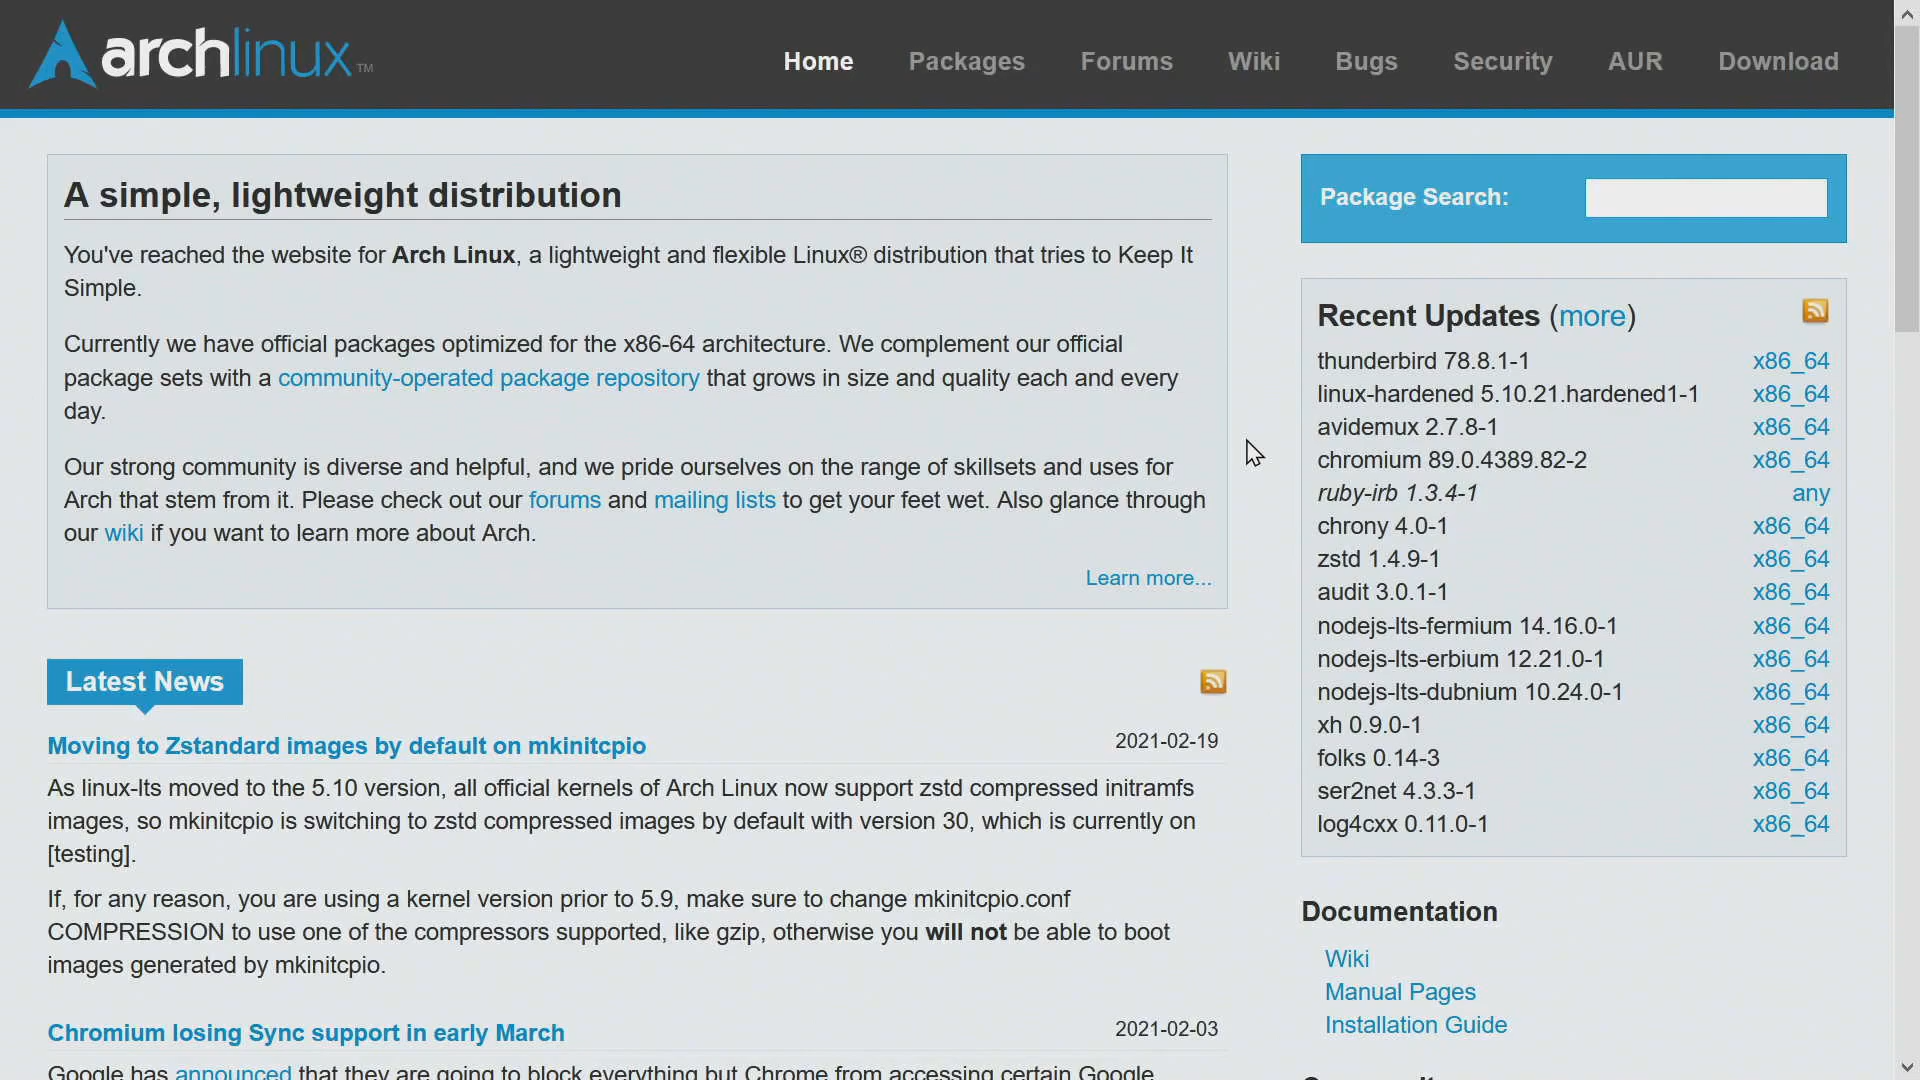 archlinux™
Home Packages Forums Wiki Bugs Security AUR Download
A simple, lightweight distribution
You've reached the website for Arch Linux, a lightweight and flexible Linux® distribution that tries to Keep It
Simple.
Currently we have official packages optimized for the x86-64 architecture. We complement our official
package sets with a community-operated package repository that grows in size and quality each and every
day.
Our strong community is diverse and helpful, and we pride ourselves on the range of skillsets and uses for
Arch that stem from it. Please check out our forums and mailing lists to get your feet wet. Also glance through
our wiki if you want to learn more about Arch.
Learn more...
Latest News
Moving to Zstandard images by default on mkinitcpio 2021-02-19
As linux-lts moved to the 5.10 version, all official kernels of Arch Linux now support zstd compressed initramfs
images, so mkinitcpio is switching to zstd compressed images by default with version 30, which is currently on
[testing].
If, for any reason, you are using a kernel version prior to 5.9, make sure to change mkinitcpio.conf
COMPRESSION to use one of the compressors supported, like gzip, otherwise you will not be able to boot
images generated by mkinitcpio.
Chromium losing Sync support in early March 2021-02-03
Google has announced that they are going to block everything but Chrome from accessing certain Google
Package Search:
Recent Updates (more)
thunderbird 78.8.1-1 x86_64
linux-hardened 5.10.21.hardened1-1 x86_64
avidemux 2.7.8-1 x86_64
chromium 89.0.4389.82-2 x86_64
ruby-irb 1.3.4-1 any
chrony 4.0-1 x86_64
zstd 1.4.9-1 x86_64
audit 3.0.1-1 x86_64
nodejs-lts-fermium 14.16.0-1 x86_64
nodejs-lts-erbium 12.21.0-1 x86_64
nodejs-lts-dubnium 10.24.0-1 x86_64
xh 0.9.0-1 x86_64
folks 0.14-3 x86_64
ser2net 4.3.3-1 x86_64
log4cxx 0.11.0-1 x86_64
Documentation
Wiki
Manual Pages
Installation Guide